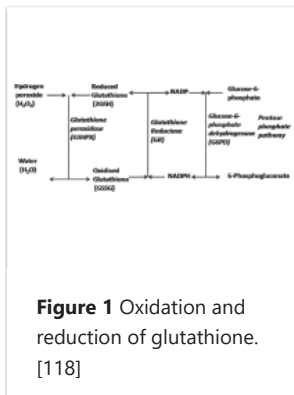 Hydrogen peroxide (H₂O₂)
Reduced Glutathione (2GSH)
NADP
Glucose-6-phosphate
Glutathione peroxidase (GSHPX)
Glutathione Reductase (GR)
Glucose-6-phosphate dehydrogenase (G6PD)
Pentose phosphate pathway
Water (H₂O)
Oxidised Glutathione (GSSG)
NADPH
6-Phosphogluconate
Figure 1 Oxidation and
reduction of glutathione.
[118]